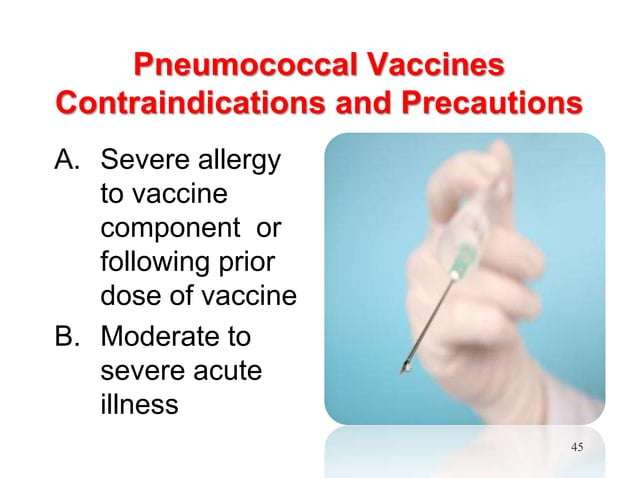 Pneumococcal Vaccines
Contraindications and Precautions
A. Severe allergy
to vaccine
component or
following prior
dose of vaccine
B. Moderate to
severe acute
illness
45